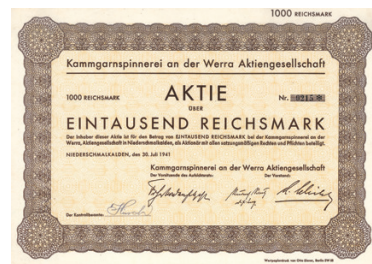 1000 REICHSMARK
Kammgarnspinnerei an der Werra Aktiengesellschaft
1000 REICHSMARK
AKTIE
Nr. 0215
ÜBER
EINTAUSEND REICHSMARK
Der Inhaber dieser Aktie ist für den Betrag von EINTAUSEND REICHSMARK bei der Kammgarnspinnerei an der
Werra, Aktiengesellschaft in Niederschmalkalden, als Aktionär mit allen satzungsmäßigen Rechten und Pflichten beteiligt.
NIEDERSCHMALKALDEN, den 30. Juli 1941
Kammgarnspinnerei an der Werra Aktiengesellschaft
Der Vorsitzende des Aufsichtsrats: Der Vorstand:
Der Kontrollbeamte: